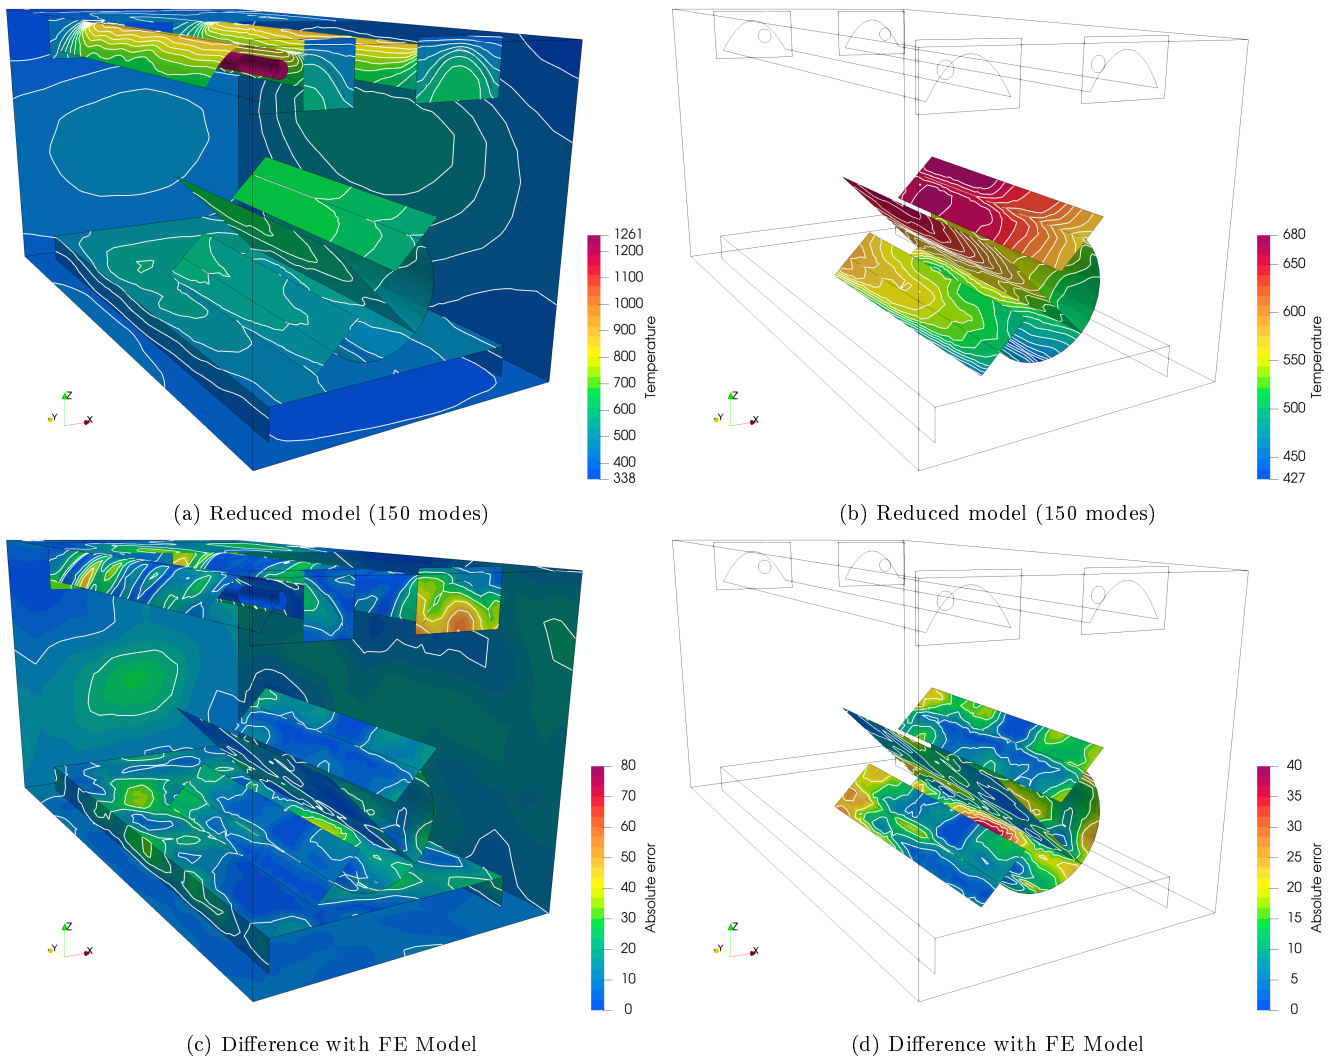 1261
1200
1100
1000
900
800
700
600
500
400
338
Temperature
Z
Y
X
(a) Reduced model (150 modes)
680
650
600
550
500
450
427
Temperature
Z
Y
X
(b) Reduced model (150 modes)
80
70
60
50
40
30
20
10
0
Absolute error
Z
Y
X
(c) Difference with FE Model
40
35
30
25
20
15
10
5
0
Absolute error
Z
Y
X
(d) Difference with FE Model